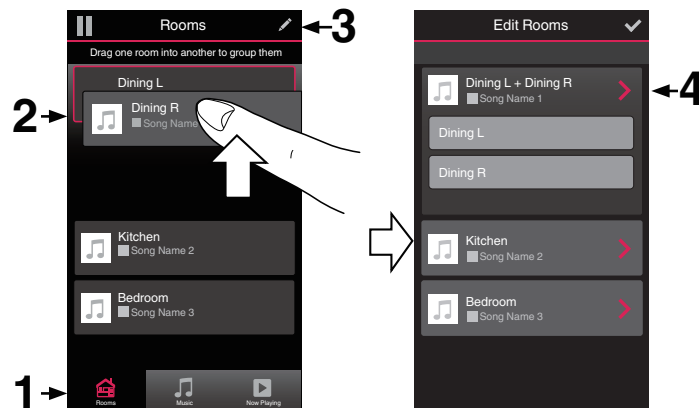 Rooms
3
Drag one room into another to group them
Dining L
2
Dining R
Song Name
Kitchen
Song Name 2
Bedroom
Song Name 3
1
Rooms
Music
Now Playing
Edit Rooms
Dining L + Dining R
Song Name 1
4
Dining L
Dining R
Kitchen
Song Name 2
Bedroom
Song Name 3